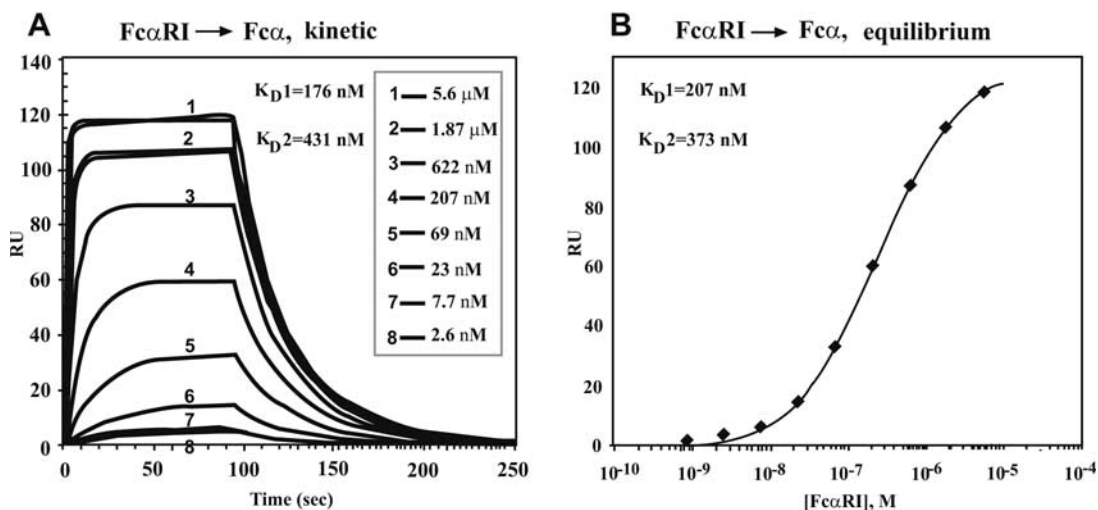 A
FcαRI → Fcα, kinetic
RU
140
120
100
80
60
40
20
0
K_D1=176 nM
K_D2=431 nM
1
2
3
4
5
6
7
8
1 5.6 μM
2 1.87 μM
3 622 nM
4 207 nM
5 69 nM
6 23 nM
7 7.7 nM
8 2.6 nM
0 50 100 150 200 250
Time (sec)
B
FcαRI → Fcα, equilibrium
RU
120
100
80
60
40
20
0
K_D1=207 nM
K_D2=373 nM
10⁻¹⁰ 10⁻⁹ 10⁻⁸ 10⁻⁷ 10⁻⁶ 10⁻⁵ 10⁻⁴
[FcαRI], M